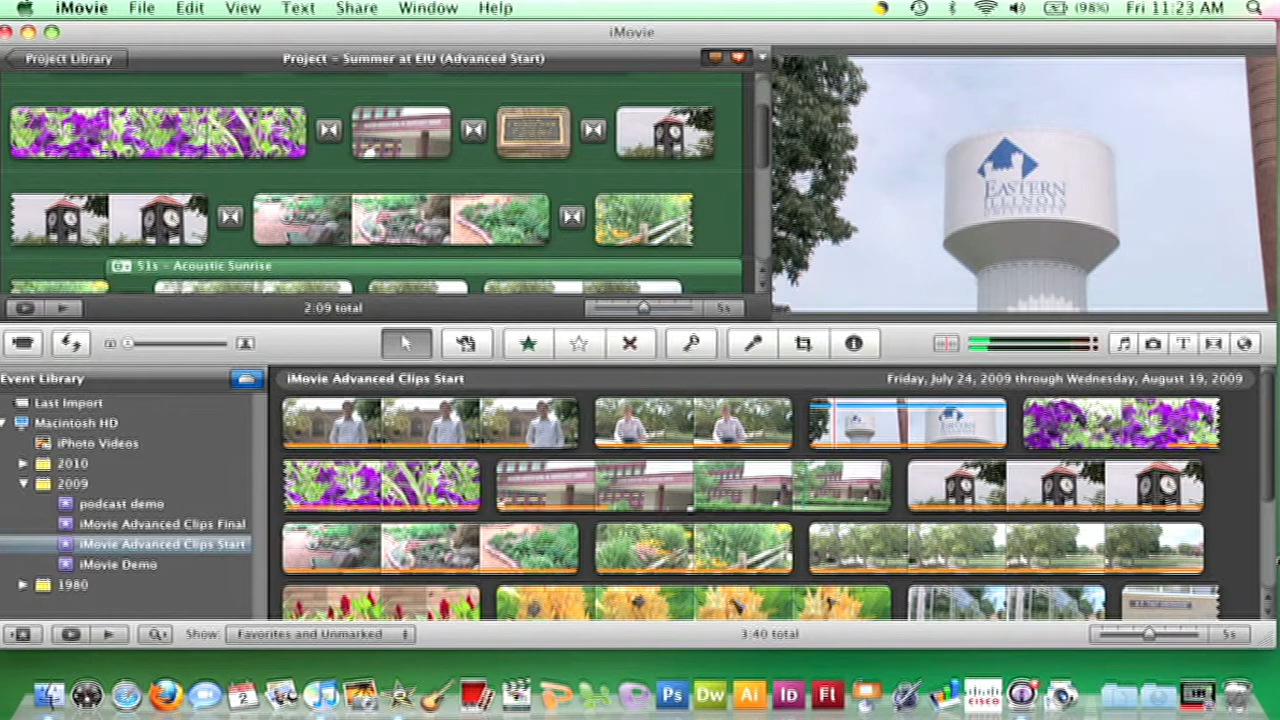 iMovie File Edit View Text Share Window Help (98%) Fri 11:23 AM
iMovie
Project Library Project - Summer at EIU (Advanced Start)
EASTERN
ILLINOIS
UNIVERSITY
51s - Acoustic Sunrise
2:09 total 5s
Event Library
iMovie Advanced Clips Start Friday, July 24, 2009 through Wednesday, August 19, 2009
Last Import
Macintosh HD
iPhoto Videos
2010
2009
podcast demo
iMovie Advanced Clips Final
iMovie Advanced Clips Start
iMovie Demo
1980
Show: Favorites and Unmarked 3:40 total 5s
2 Ps Dw Ai Id Fl CISCO